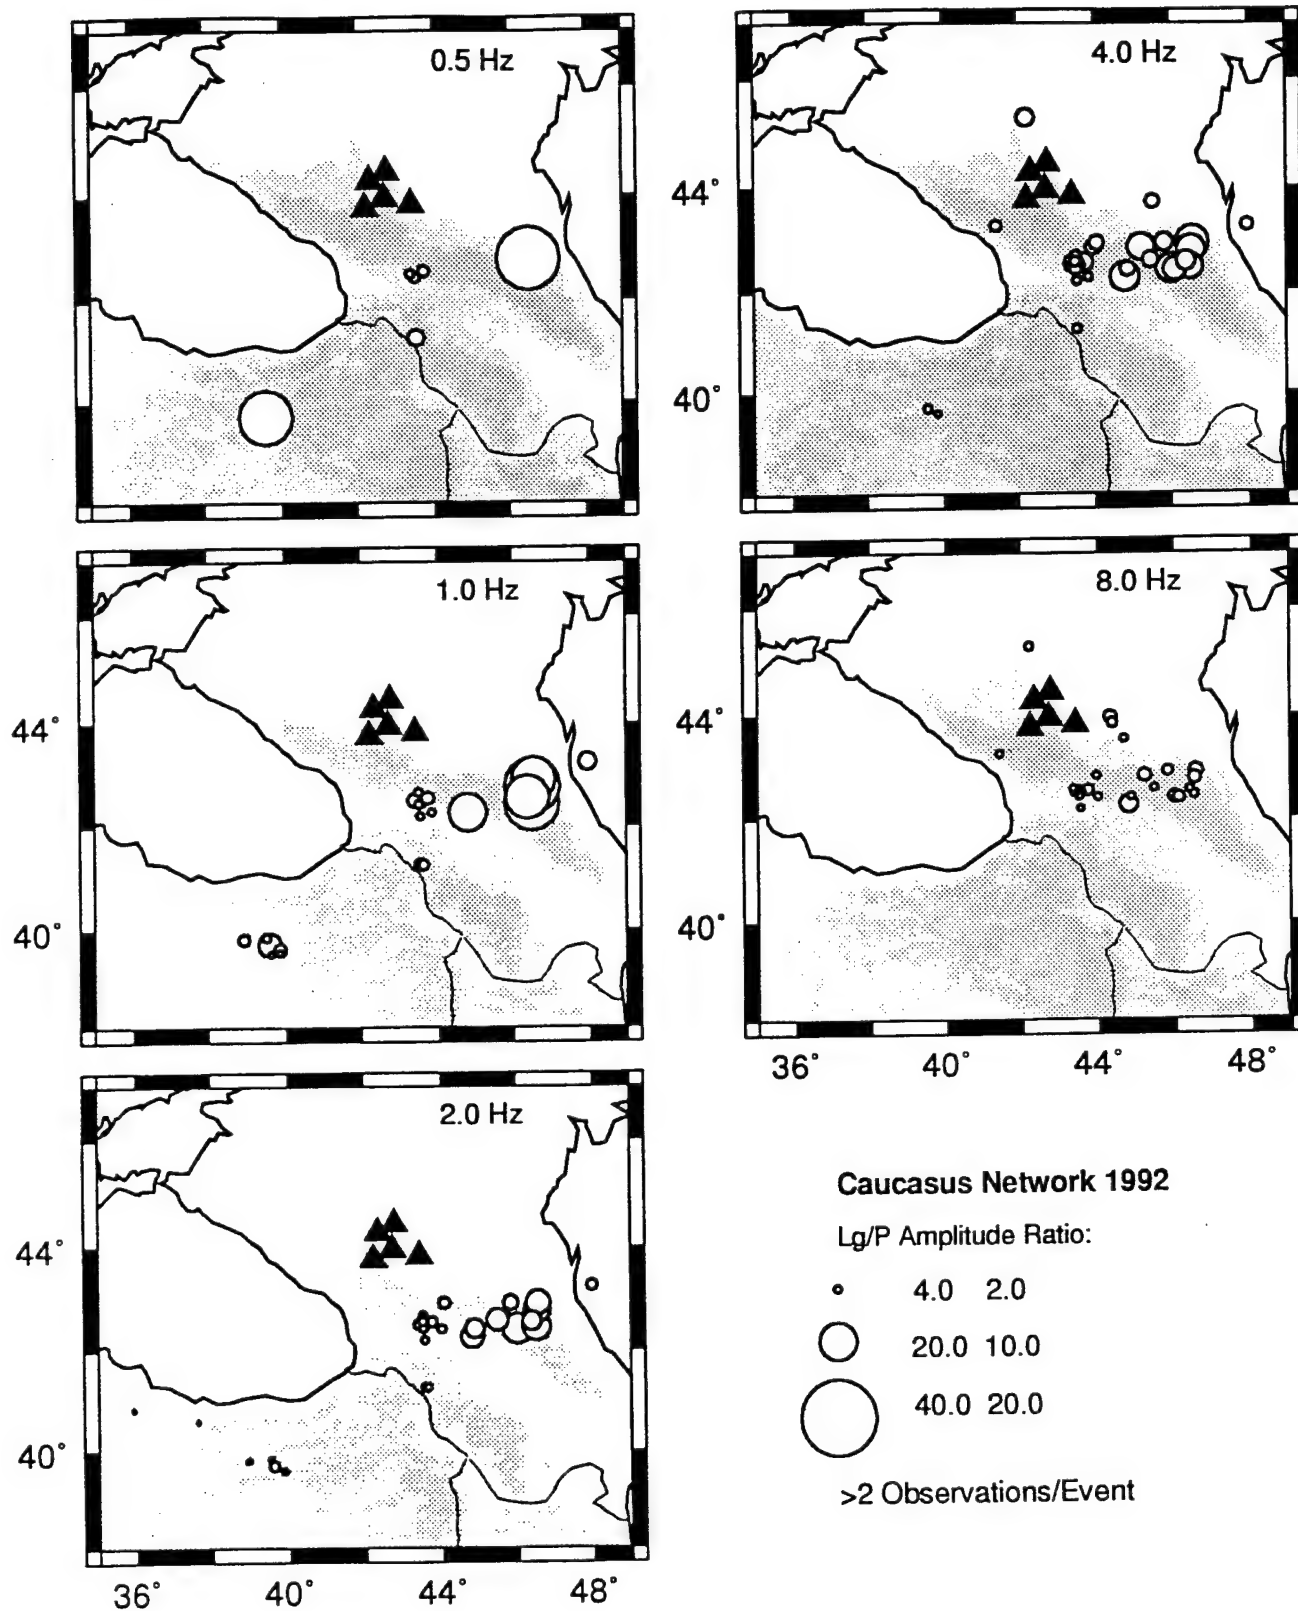 0.5 Hz
4.0 Hz
44°
40°
1.0 Hz
44°
40°
8.0 Hz
44°
40°
36° 40° 44° 48°
2.0 Hz
44°
40°
36° 40° 44° 48°
Caucasus Network 1992
Lg/P Amplitude Ratio:
4.0 2.0
20.0 10.0
40.0 20.0
>2 Observations/Event